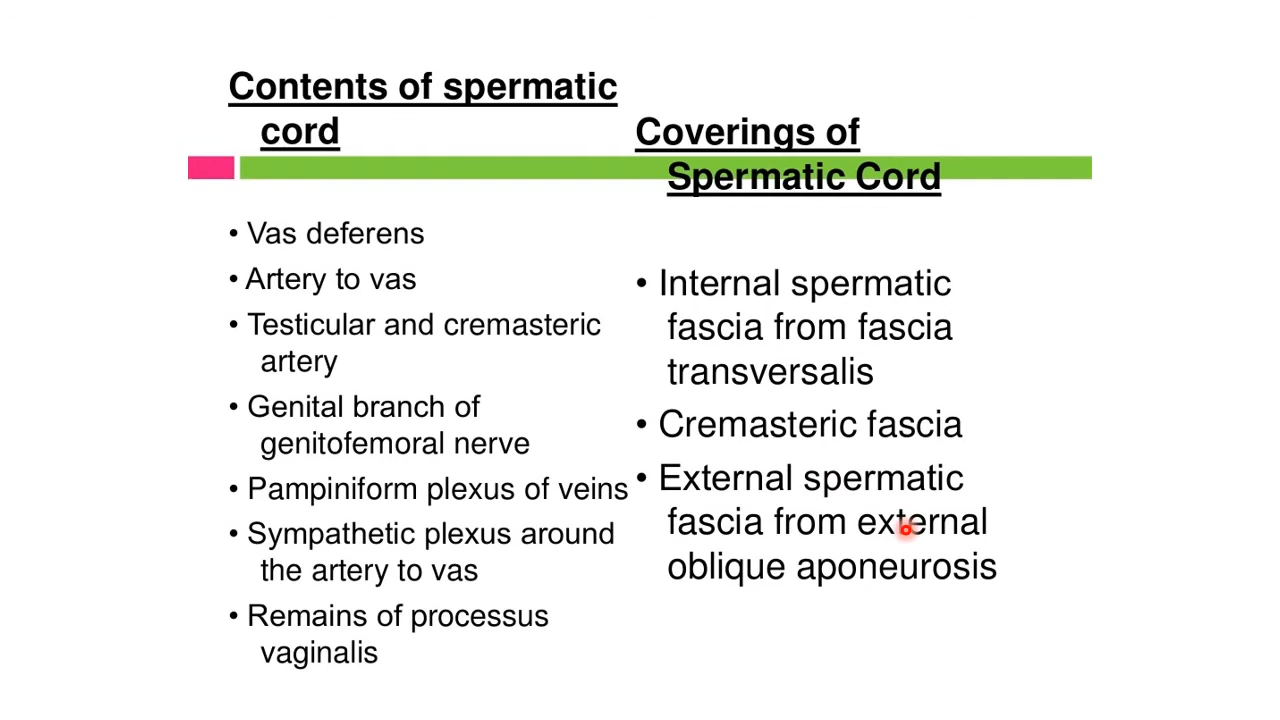 Contents of spermatic
cord
• Vas deferens
• Artery to vas
• Testicular and cremasteric
artery
• Genital branch of
genitofemoral nerve
• Pampiniform plexus of veins
• Sympathetic plexus around
the artery to vas
• Remains of processus
vaginalis
Coverings of
Spermatic Cord
• Internal spermatic
fascia from fascia
transversalis
• Cremasteric fascia
• External spermatic
fascia from external
oblique aponeurosis